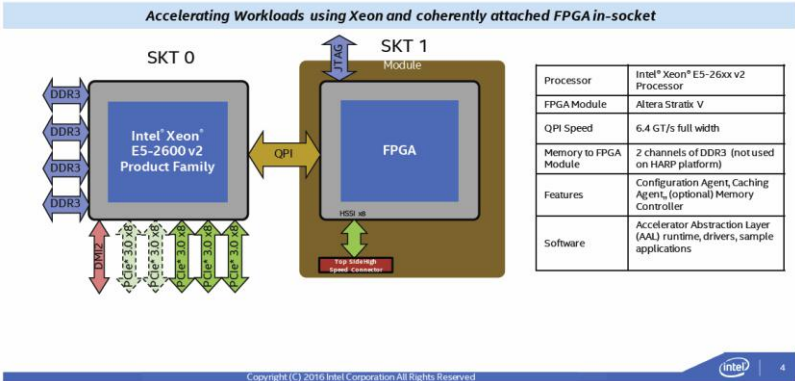 Accelerating Workloads using Xeon and coherently attached FPGA in-socket
SKT 0
SKT 1
Module
JTAG
DDR3
DDR3
DDR3
DDR3
Intel® Xeon®
E5-2600 v2
Product Family
QPI
FPGA
HSSI x8
DMI2
PCIe® 3.0 x8
PCIe® 3.0 x8
PCIe® 3.0 x8
PCIe® 3.0 x8
PCIe® 3.0 x8
Top Side High
Speed Connector
Processor
Intel® Xeon® E5-26xx v2
Processor
FPGA Module
Altera Stratix V
QPI Speed
6.4 GT/s full width
Memory to FPGA
Module
2 channels of DDR3 (not used
on HARP platform)
Features
Configuration Agent, Caching
Agent,, (optional) Memory
Controller
Software
Accelerator Abstraction Layer
(AAL) runtime, drivers, sample
applications
Copyright (C) 2016 Intel Corporation All Rights Reserved
intel
4